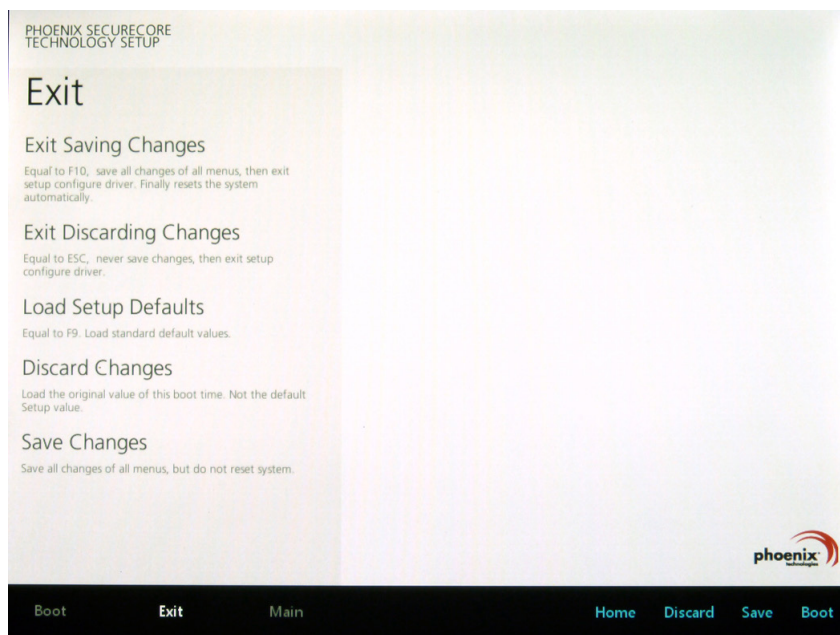 PHOENIX SECURECORE
TECHNOLOGY SETUP
Exit
Exit Saving Changes
Equal to F10, save all changes of all menus, then exit
setup configure driver. Finally resets the system
automatically.
Exit Discarding Changes
Equal to ESC, never save changes, then exit setup
configure driver.
Load Setup Defaults
Equal to F9. Load standard default values.
Discard Changes
Load the original value of this boot time. Not the default
Setup value.
Save Changes
Save all changes of all menus, but do not reset system.
phoenix
technologies
Boot Exit Main Home Discard Save Boot